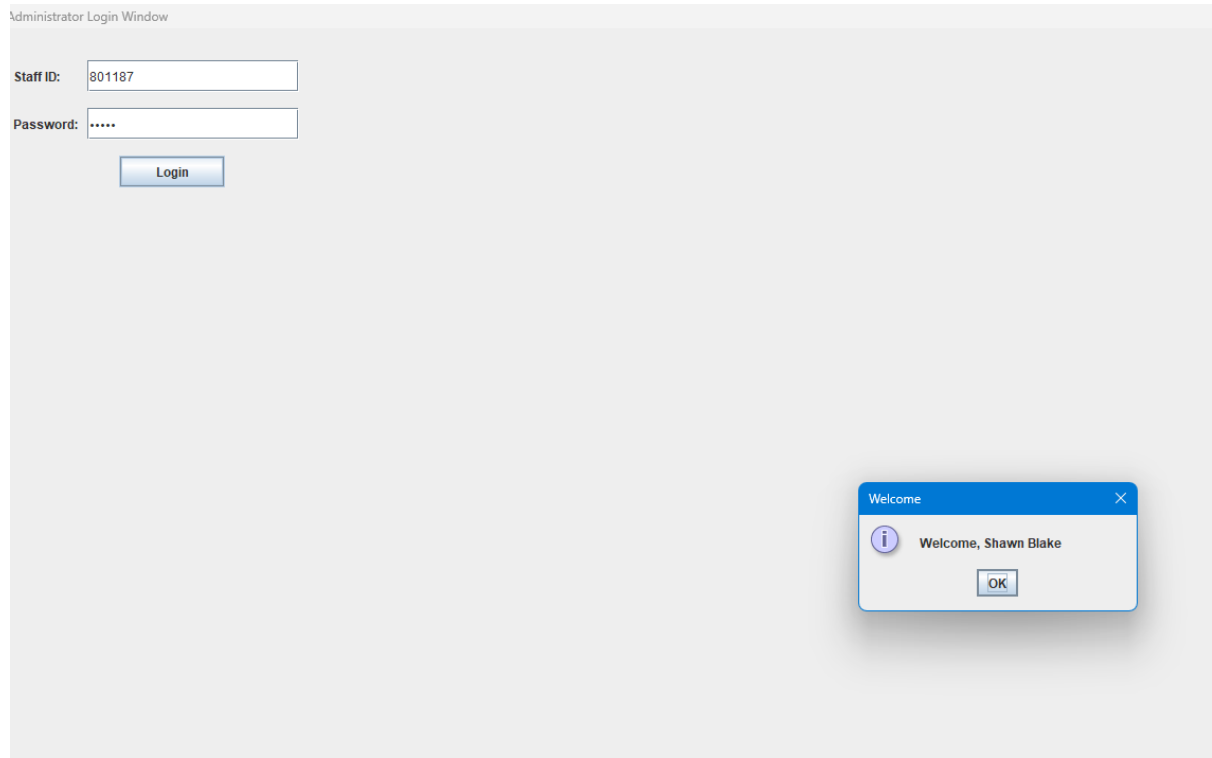 Administrator Login Window
Staff ID: 801187
Password: •••••
Login
Welcome
Welcome, Shawn Blake
OK